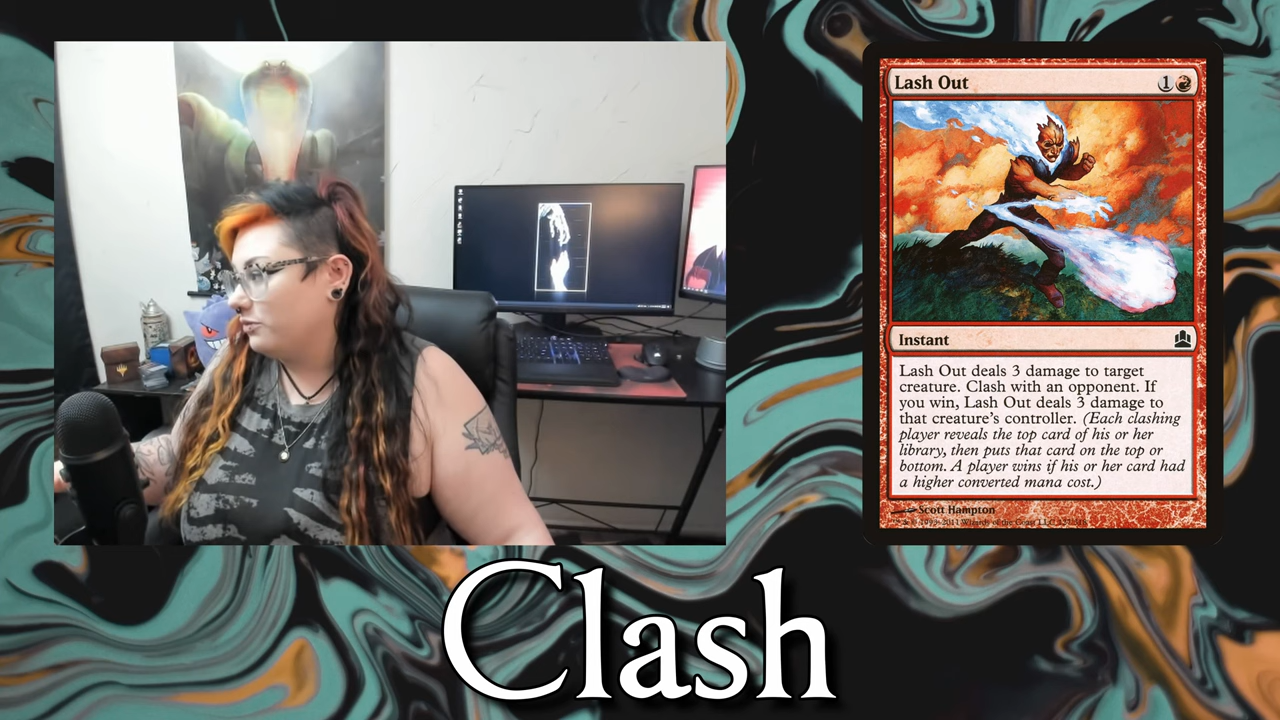 Lash Out
1
Instant
Lash Out deals 3 damage to target
creature. Clash with an opponent. If
you win, Lash Out deals 3 damage to
that creature's controller. (Each clashing
player reveals the top card of his or her
library, then puts that card on the top or
bottom. A player wins if his or her card had
a higher converted mana cost.)
Scott Hampton
Clash